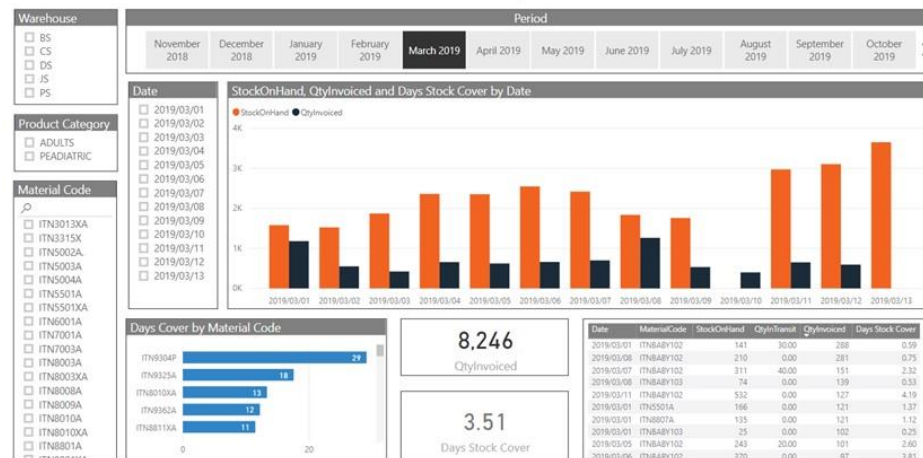 Warehouse
BS
CS
DS
JS
PS
Period
November 2018
December 2018
January 2019
February 2019
March 2019
April 2019
May 2019
June 2019
July 2019
August 2019
September 2019
October 2019
Product Category
ADULTS
PEADIATRIC
Material Code
ITN3013XA
ITN3315X
ITN5002A.
ITN5003A
ITN5004A
ITN5501A
ITN5501XA
ITN6001A
ITN7001A
ITN7003A
ITN8003A
ITN8003XA
ITN8008A
ITN8009A
ITN8010A
ITN8010XA
ITN8801A
Date
2019/03/01
2019/03/02
2019/03/03
2019/03/04
2019/03/05
2019/03/06
2019/03/07
2019/03/08
2019/03/09
2019/03/10
2019/03/11
2019/03/12
2019/03/13
StockOnHand, QtyInvoiced and Days Stock Cover by Date
StockOnHand QtyInvoiced
4K
3K
2K
1K
0K
2019/03/01 2019/03/02 2019/03/03 2019/03/04 2019/03/05 2019/03/06 2019/03/07 2019/03/08 2019/03/09 2019/03/10 2019/03/11 2019/03/12 2019/03/13
Days Cover by Material Code
ITN9304P 29
ITN9325A 18
ITN8010XA 13
ITN9362A 12
ITN8811XA 11
0 20
8,246
QtyInvoiced
3.51
Days Stock Cover
Date MaterialCode StockOnHand QtyInTransit QtyInvoiced Days Stock Cover
2019/03/01 ITNBABY102 141 30.00 288 0.59
2019/03/08 ITNBABY102 210 0.00 281 0.75
2019/03/07 ITNBABY102 311 40.00 151 2.32
2019/03/08 ITNBABY103 74 0.00 139 0.53
2019/03/11 ITNBABY102 532 0.00 127 4.19
2019/03/01 ITN5501A 166 0.00 121 1.37
2019/03/01 ITN8807A 135 0.00 121 1.12
2019/03/01 ITNBABY103 25 0.00 102 0.25
2019/03/05 ITNBABY102 243 20.00 101 2.60
2019/03/06 ITNBABY102 370 0.00 97 3.81